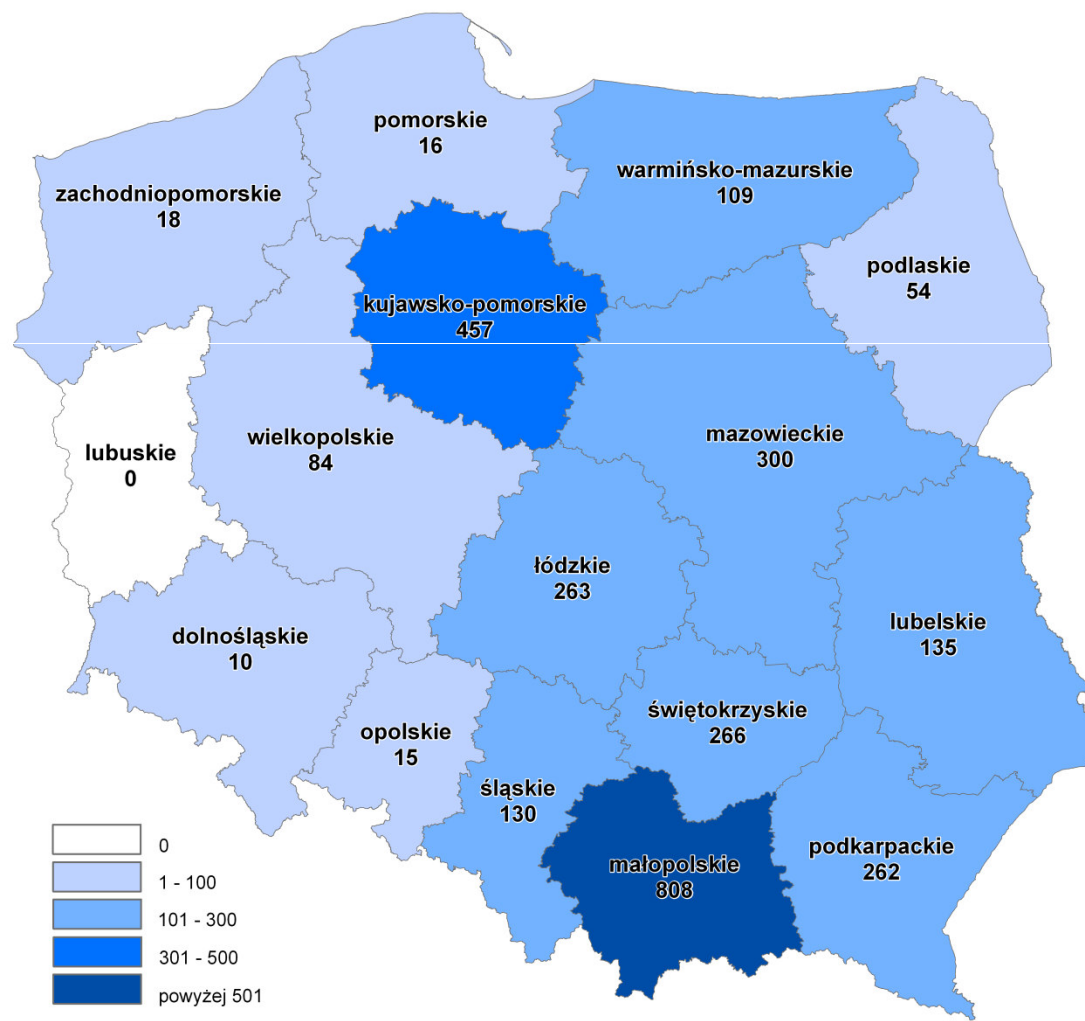 pomorskie
16
warmińsko-mazurskie
109
zachodniopomorskie
18
podlaskie
54
kujawsko-pomorskie
457
mazowieckie
300
wielkopolskie
84
lubuskie
0
łódzkie
263
lubelskie
135
dolnośląskie
10
świętokrzyskie
266
opolskie
15
śląskie
130
podkarpackie
262
małopolskie
808
0
1 - 100
101 - 300
301 - 500
powyżej 501